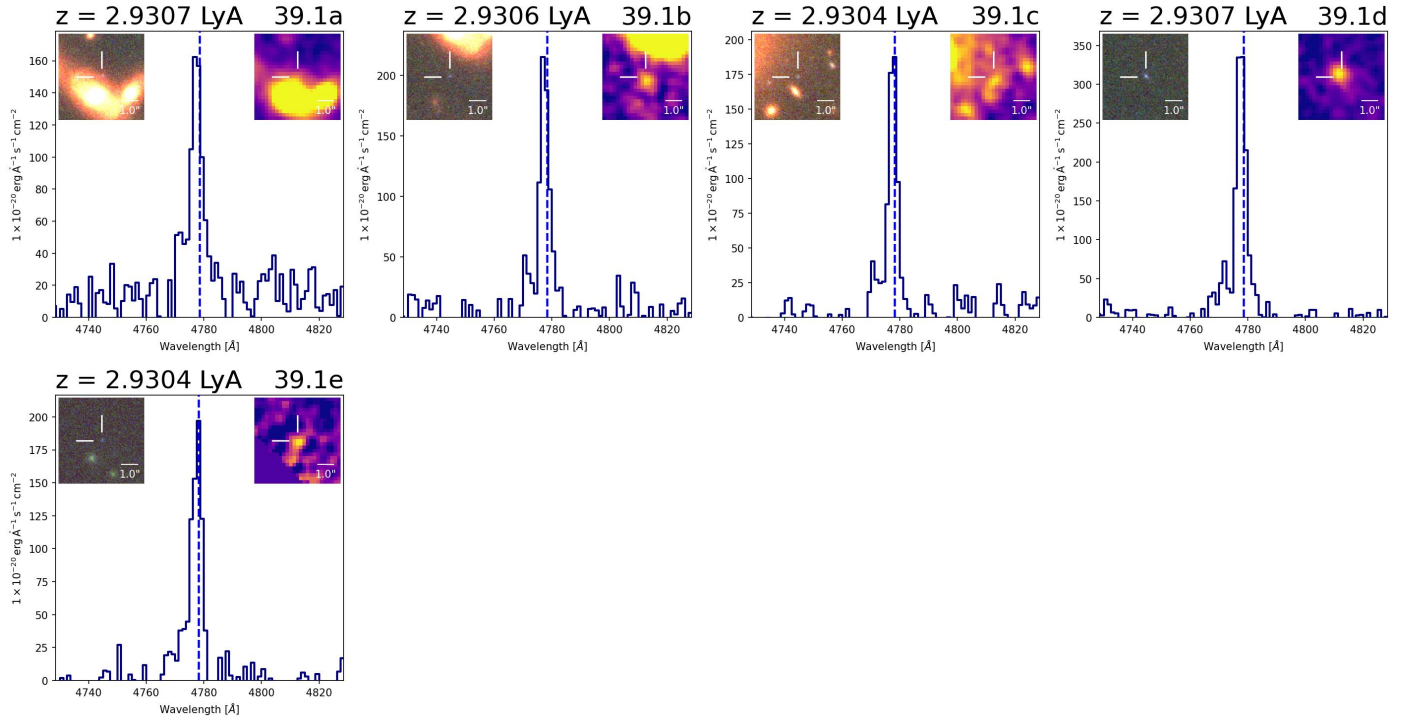 z = 2.9307 LyA 39.1a
1.0" 1.0"
160
140
120
100
80
60
40
20
0
1 × 10⁻²⁰ erg Å⁻¹ s⁻¹ cm⁻²
4740 4760 4780 4800 4820
Wavelength [Å]
z = 2.9306 LyA 39.1b
1.0" 1.0"
200
150
100
50
0
1 × 10⁻²⁰ erg Å⁻¹ s⁻¹ cm⁻²
4740 4760 4780 4800 4820
Wavelength [Å]
z = 2.9304 LyA 39.1c
1.0" 1.0"
200
175
150
125
100
75
50
25
0
1 × 10⁻²⁰ erg Å⁻¹ s⁻¹ cm⁻²
4740 4760 4780 4800 4820
Wavelength [Å]
z = 2.9307 LyA 39.1d
1.0" 1.0"
350
300
250
200
150
100
50
0
1 × 10⁻²⁰ erg Å⁻¹ s⁻¹ cm⁻²
4740 4760 4780 4800 4820
Wavelength [Å]
z = 2.9304 LyA 39.1e
1.0" 1.0"
200
175
150
125
100
75
50
25
0
1 × 10⁻²⁰ erg Å⁻¹ s⁻¹ cm⁻²
4740 4760 4780 4800 4820
Wavelength [Å]